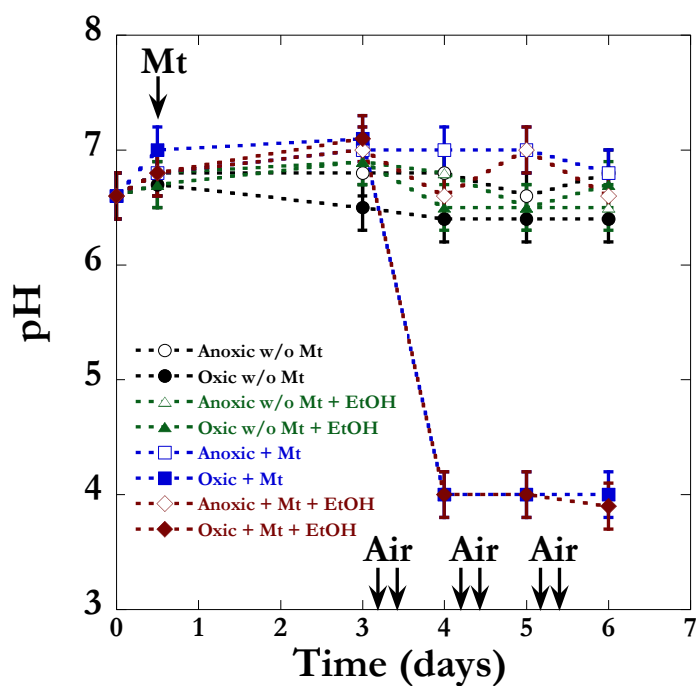 8
Mt
7
6
pH
Anoxic w/o Mt
Oxic w/o Mt
5
Anoxic w/o Mt + EtOH
Oxic w/o Mt + EtOH
Anoxic + Mt
Oxic + Mt
4
Anoxic + Mt + EtOH
Oxic + Mt + EtOH
Air Air Air
3
0 1 2 3 4 5 6 7
Time (days)